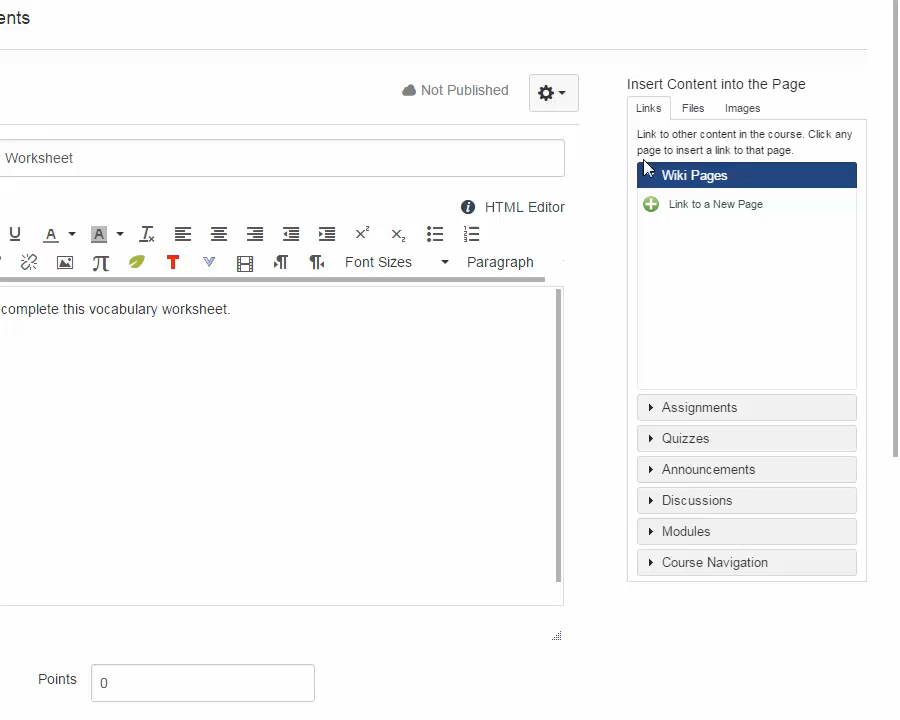 ents
Not Published
Worksheet
HTML Editor
Font Sizes
Paragraph
complete this vocabulary worksheet.
Points
0
Insert Content into the Page
Links
Files
Images
Link to other content in the course. Click any
page to insert a link to that page.
Wiki Pages
Link to a New Page
Assignments
Quizzes
Announcements
Discussions
Modules
Course Navigation